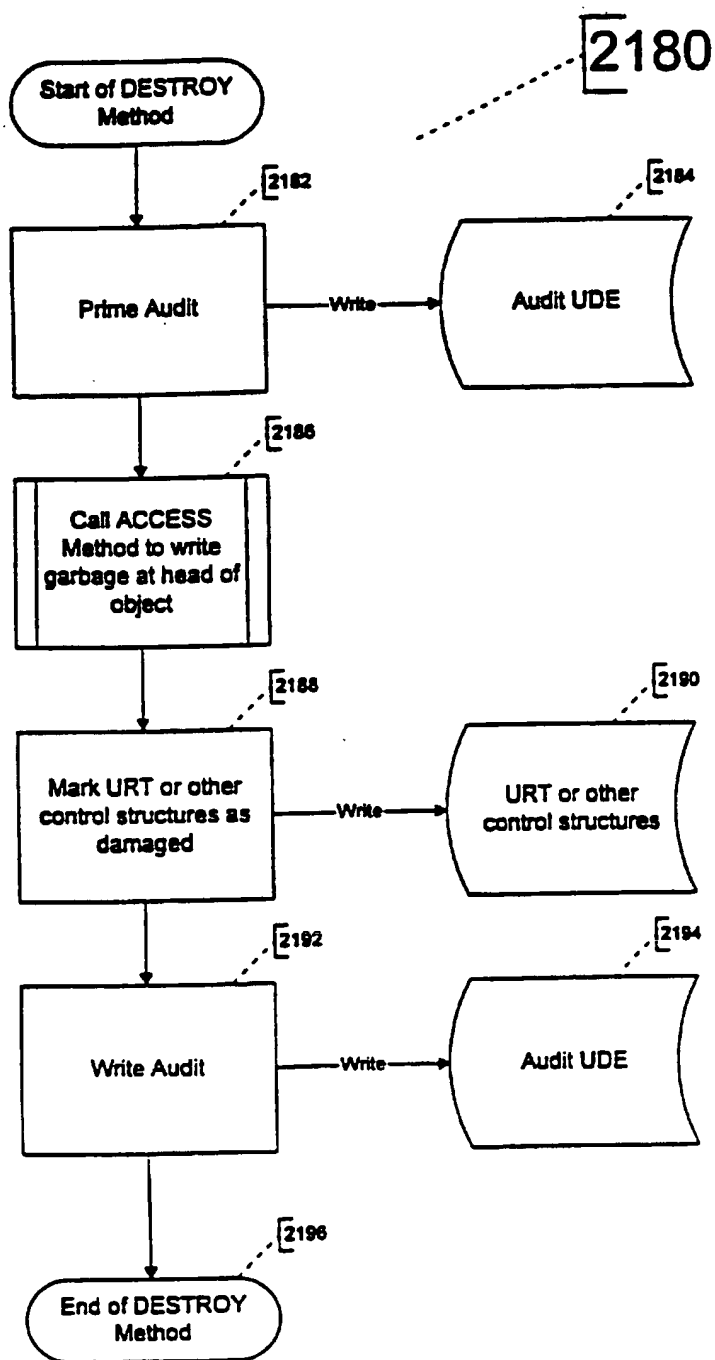 2180
Start of DESTROY
Method
2182
2184
Prime Audit
Write
Audit UDE
2186
Call ACCESS
Method to write
garbage at head of
object
2188
2190
Mark URT or other
control structures as
damaged
Write
URT or other
control structures
2192
2194
Write Audit
Write
Audit UDE
2196
End of DESTROY
Method